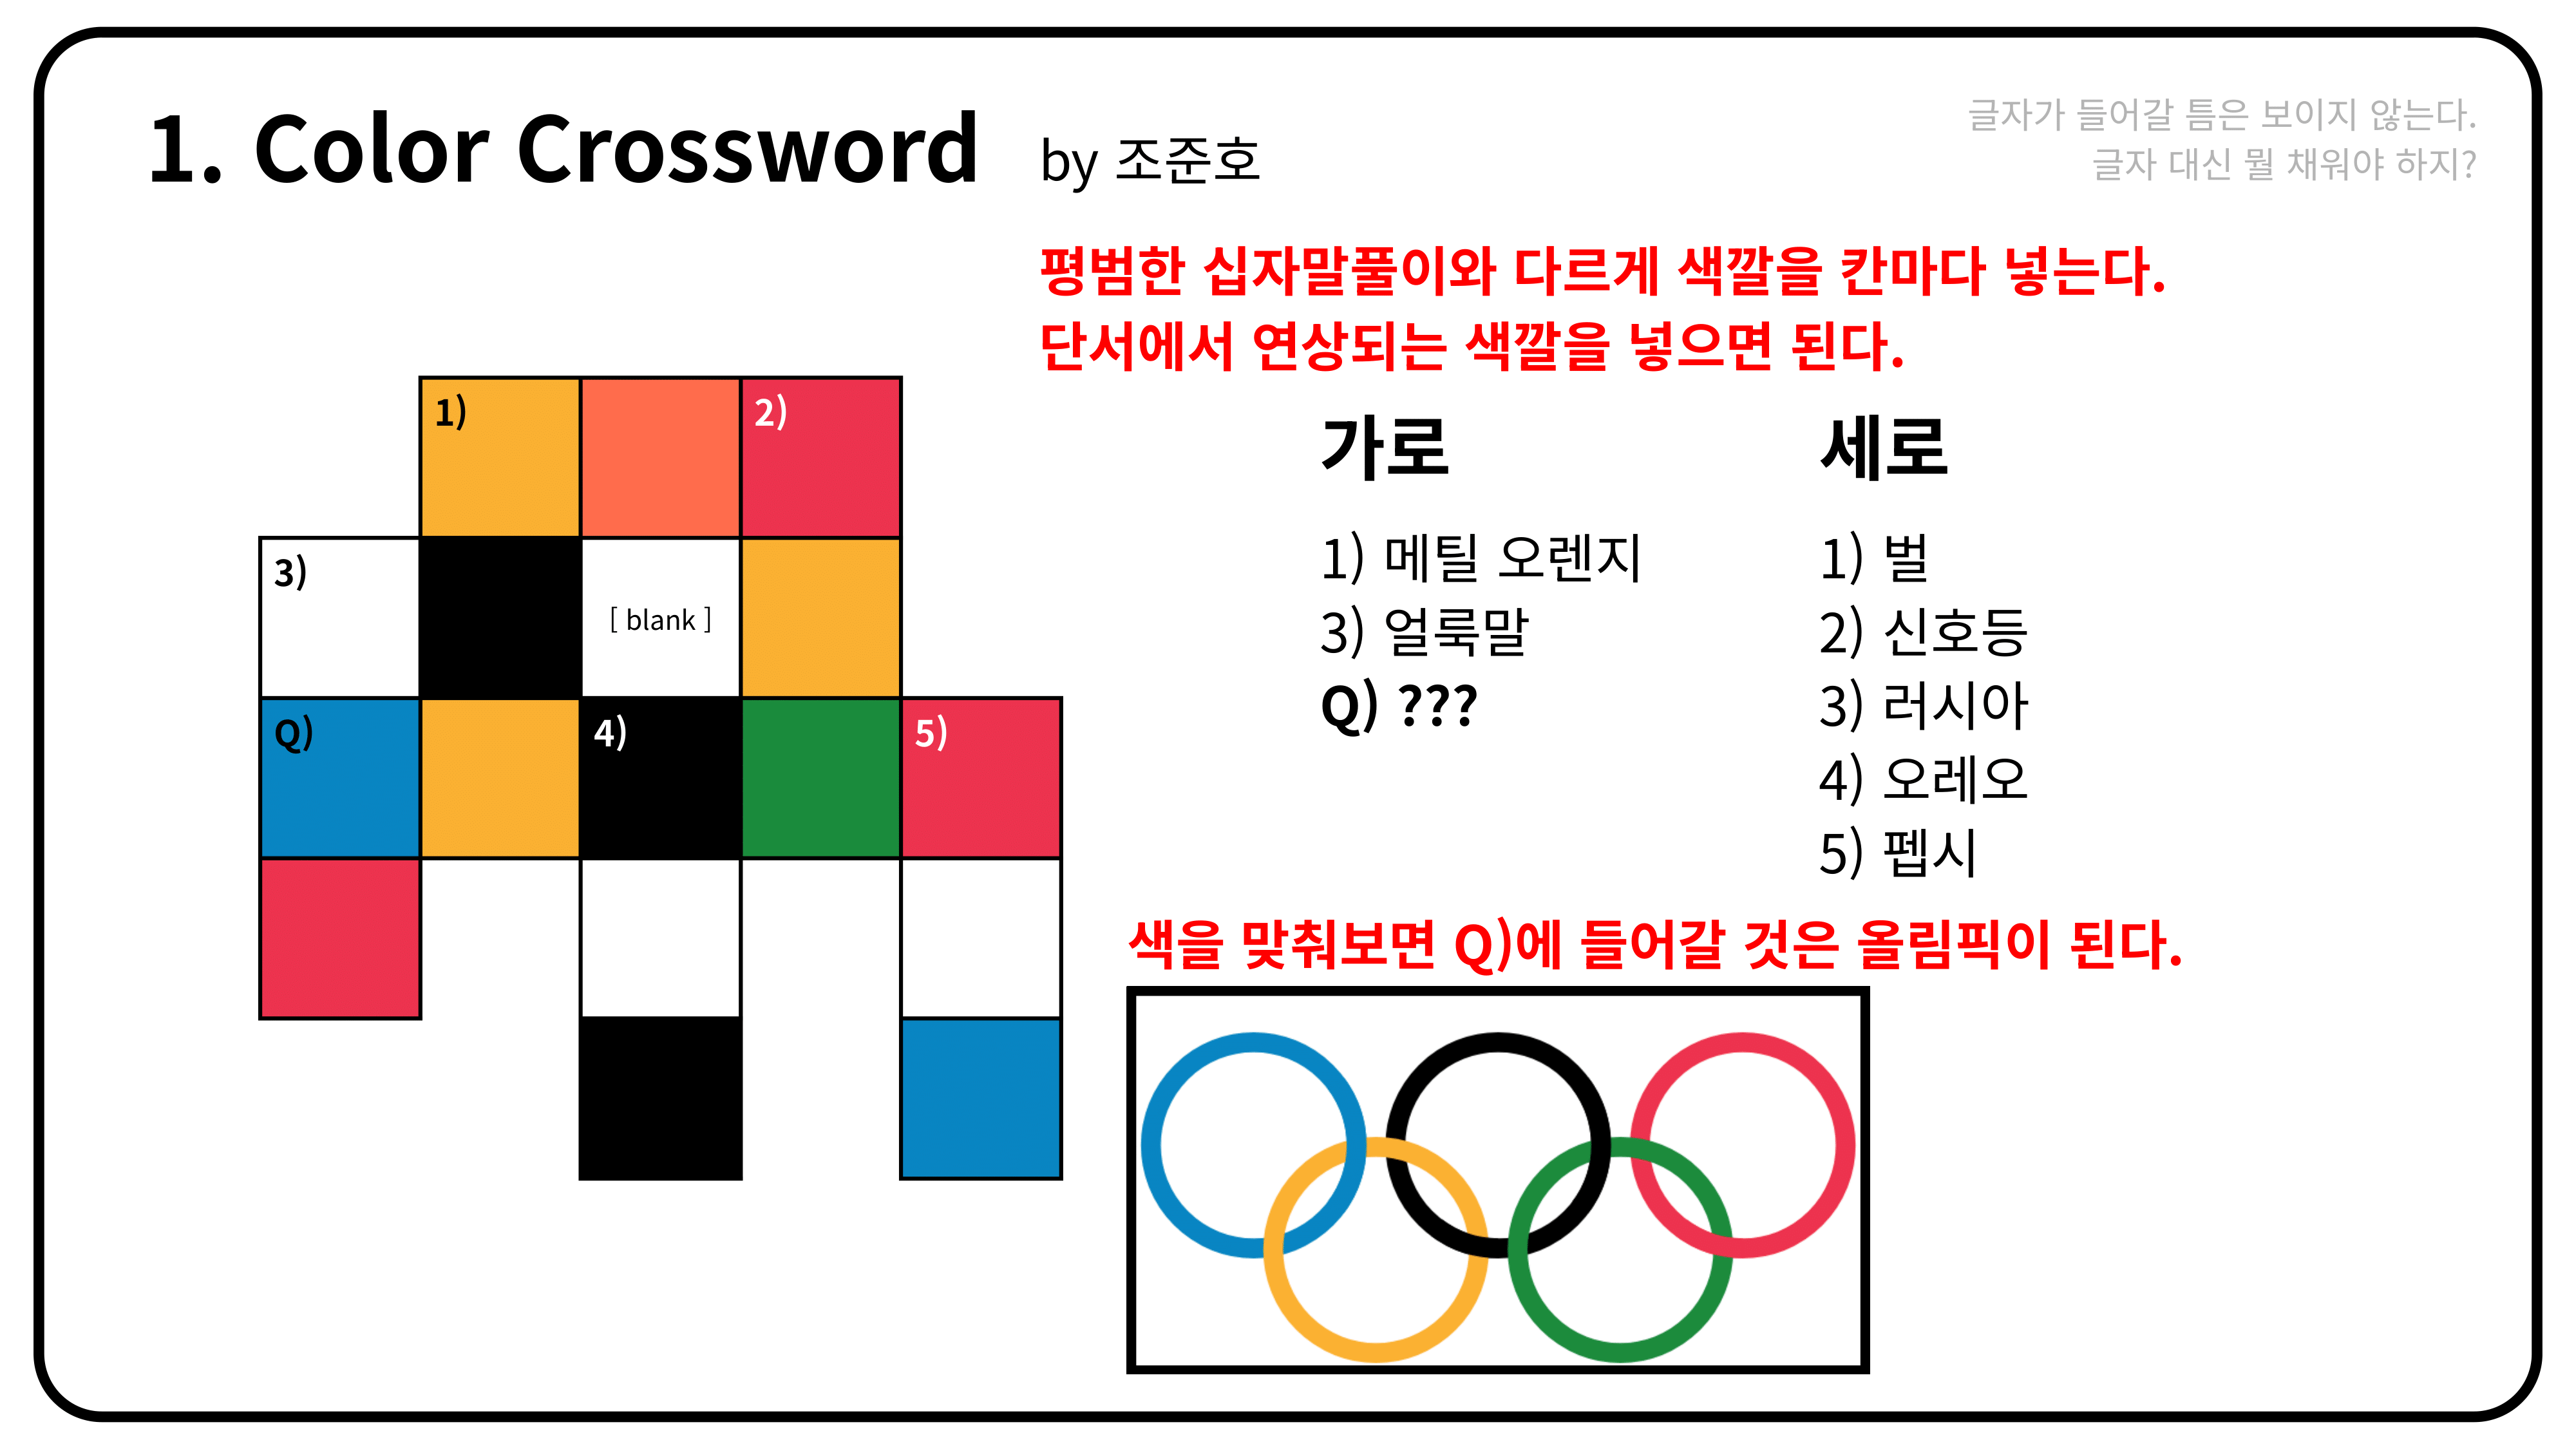 1. Color Crossword by 조준호
글자가 들어갈 틈은 보이지 않는다.
글자 대신 뭘 채워야 하지?
평범한 십자말풀이와 다르게 색깔을 칸마다 넣는다.
단서에서 연상되는 색깔을 넣으면 된다.
1)
2)
3)
[ blank ]
Q)
4)
5)
가로
1) 메틸 오렌지
3) 얼룩말
Q) ???
세로
1) 벌
2) 신호등
3) 러시아
4) 오레오
5) 펩시
색을 맞춰보면 Q)에 들어갈 것은 올림픽이 된다.